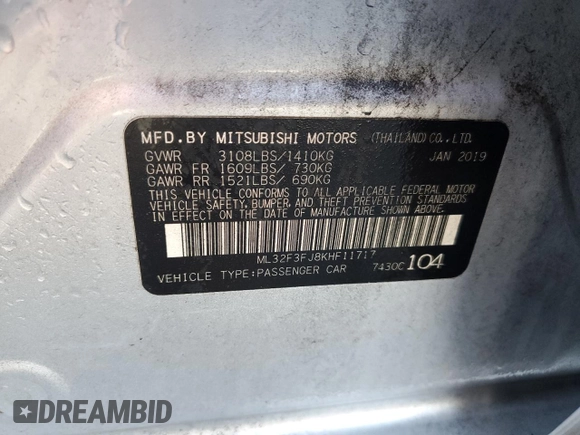 MFD.BY MITSUBISHI MOTORS (THAILAND) CO., LTD.
GVWR 3108LBS/1410KG JAN 2019
GAWR FR 1609LBS/ 730KG
GAWR RR 1521LBS/ 690KG
THIS VEHICLE CONFORMS TO ALL APPLICABLE FEDERAL MOTOR
VEHICLE SAFETY, BUMPER, AND THEFT PREVENTION STANDARDS
IN EFFECT ON THE DATE OF MANUFACTURE SHOWN ABOVE.
ML32F3FJ8KHF11717
VEHICLE TYPE:PASSENGER CAR 7430C 104
DREAMBID